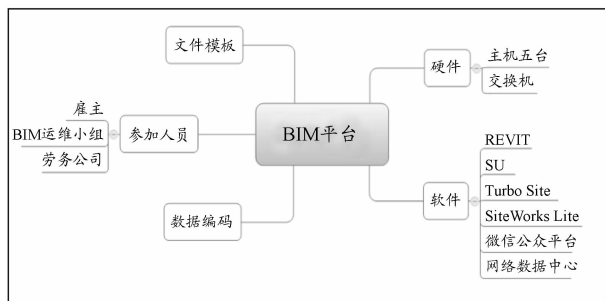 文件模板
硬件
主机五台
交换机
雇主
BIM运维小组
劳务公司
参加人员
BIM平台
数据编码
软件
REVIT
SU
Turbo Site
SiteWorks Lite
微信公众平台
网络数据中心